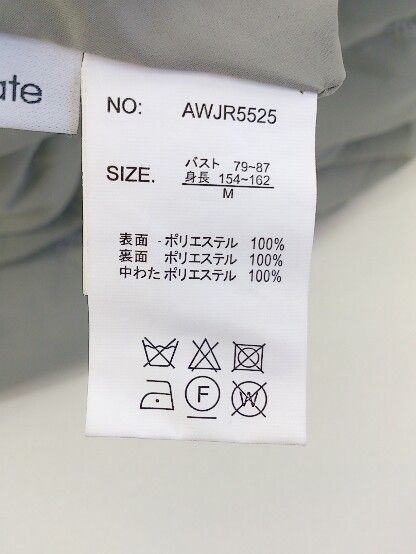 ate
NO: AWJR5525
SIZE. バスト 79~87
身長 154~162
M
表面 - ポリエステル 100%
裏面 ポリエステル 100%
中わた ポリエステル 100%
F
W